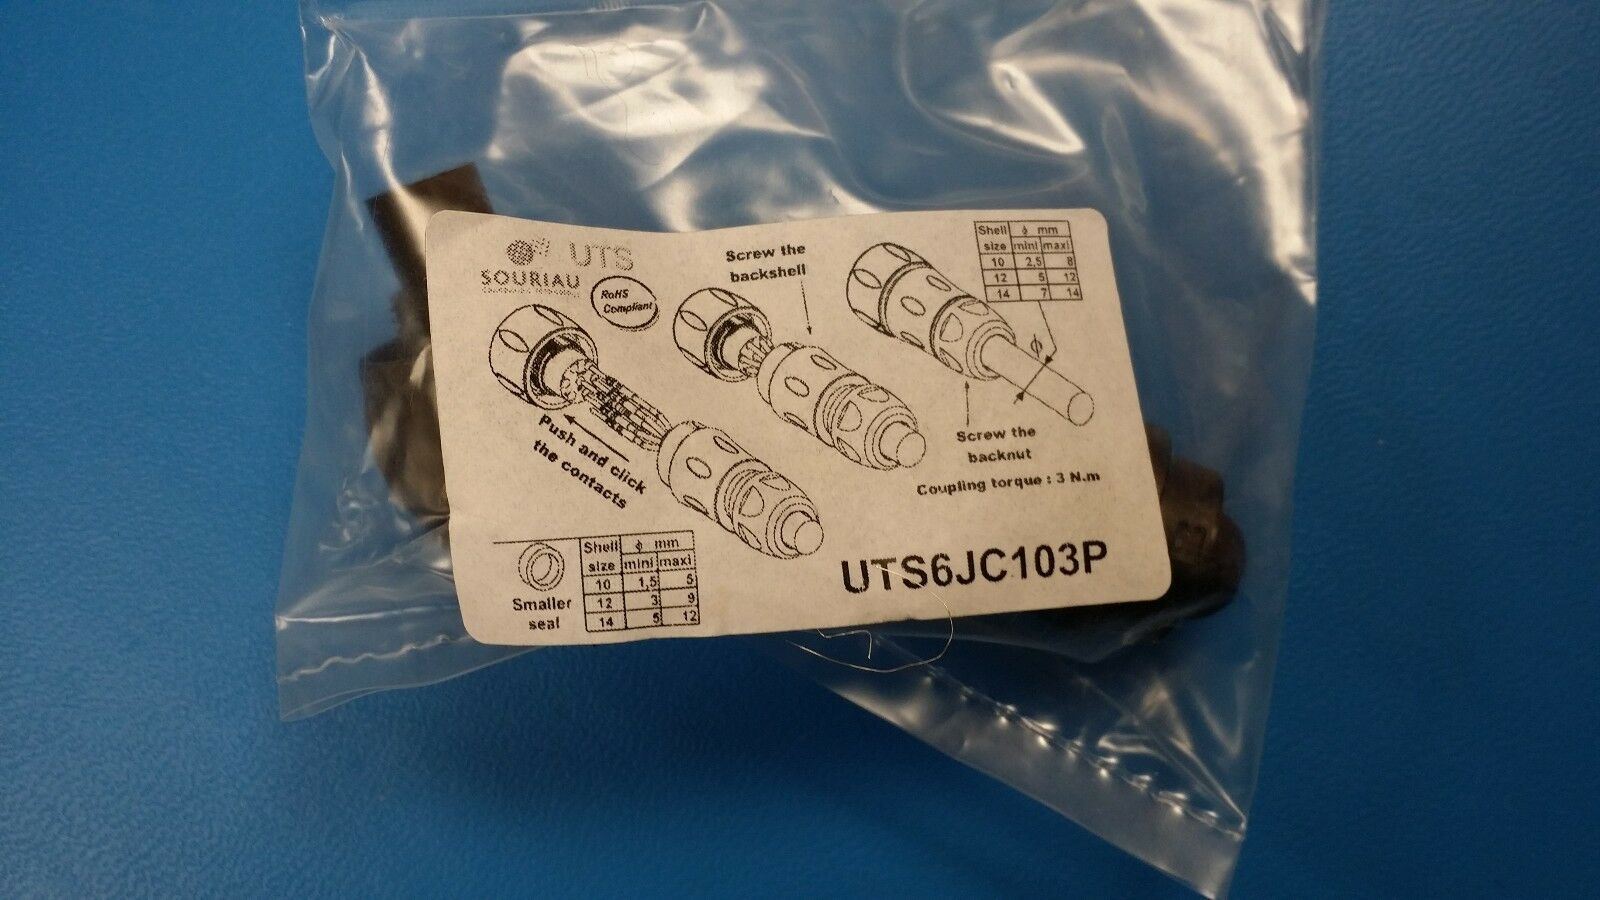 UTS
SOURIAU
RoHS
Compliant
Push and click
the contacts
Screw the
backshell
Shell ϕ mm
size mini maxi
10 2,5 8
12 5 12
14 7 14
ϕ
Screw the
backnut
Coupling torque : 3 N.m
Smaller
seal
Shell ϕ mm
size mini maxi
10 1,5 5
12 3 9
14 5 12
UTS6JC103P